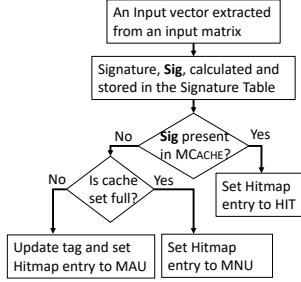 An Input vector extracted
from an input matrix
Signature, Sig, calculated and
stored in the Signature Table
Sig present
in MCACHE?
No
Yes
Is
cache
set full?
No
Yes
Set Hitmap
entry to HIT
Update tag and set
Hitmap entry to MAU
Set Hitmap
entry to MNU